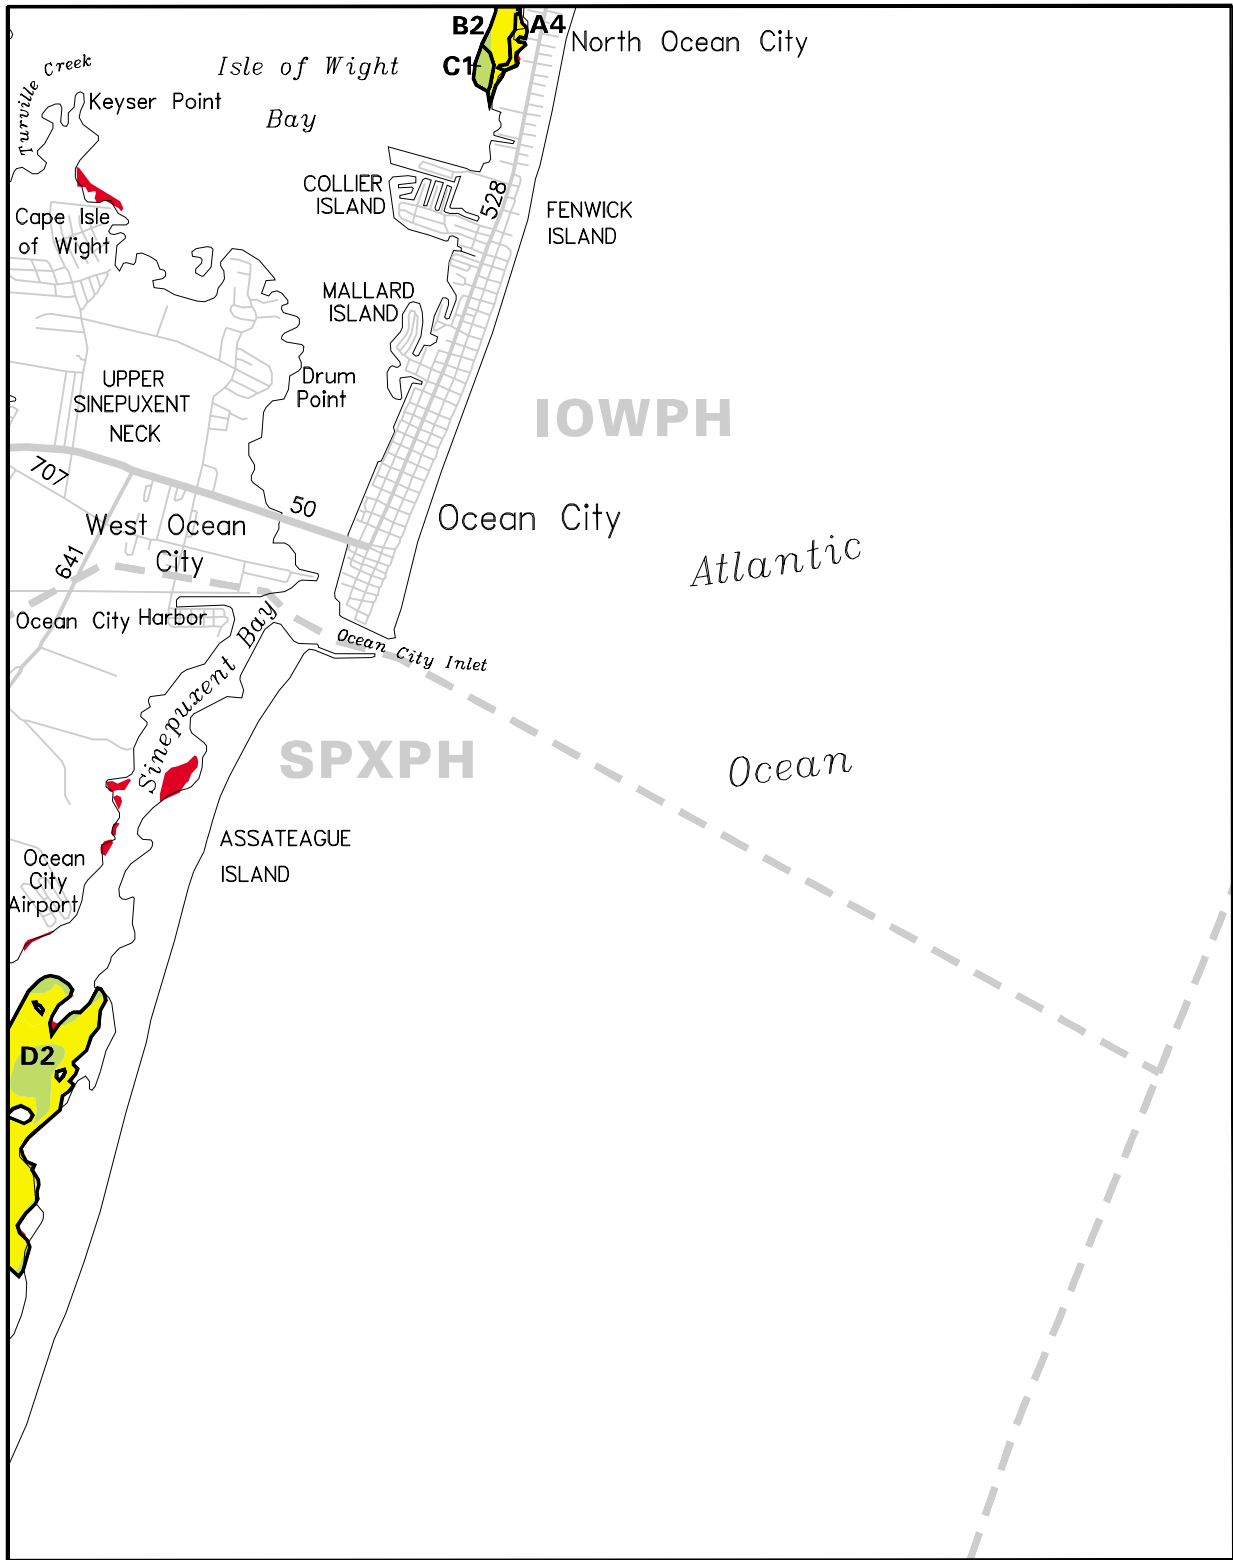 B2
A4
North Ocean City
C1
Isle of Wight
Bay
Turville Creek
Keyser Point
COLLIER
ISLAND
528
FENWICK
ISLAND
Cape Isle
of Wight
MALLARD
ISLAND
UPPER
SINEPUXENT
NECK
Drum
Point
IOWPH
707
50
Ocean City
West Ocean
City
641
Atlantic
Ocean City Harbor
Sinepuxent Bay
Ocean City Inlet
SPXPH
Ocean
ASSATEAGUE
ISLAND
Ocean
City
Airport
D2